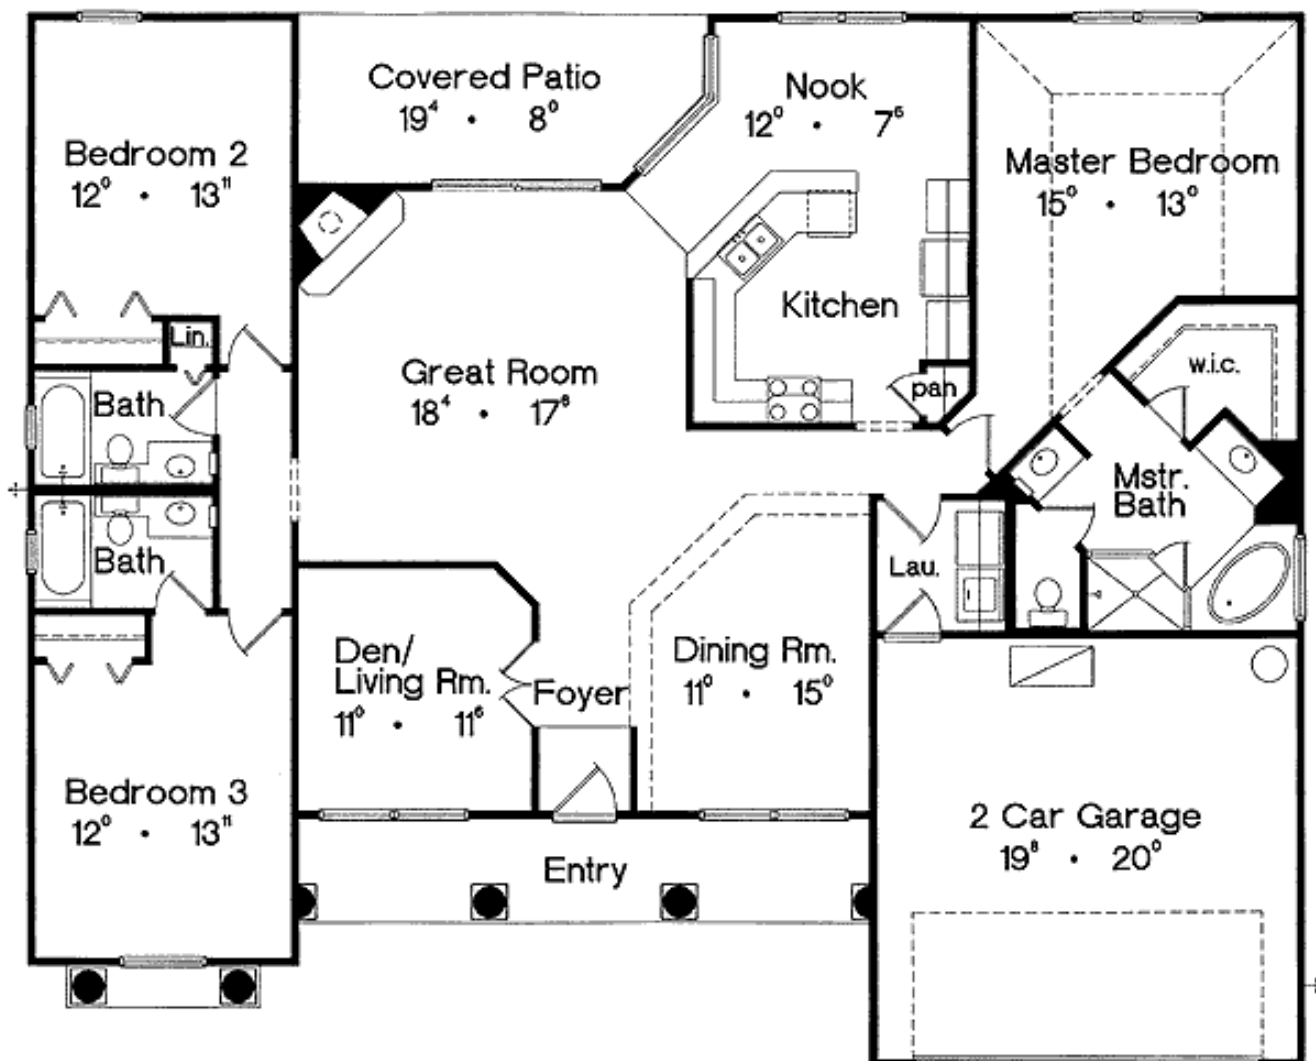 Covered Patio
19⁴ • 8⁰
Nook
12⁰ • 7⁶
Bedroom 2
12⁰ • 13¹¹
Master Bedroom
15⁰ • 13⁰
Lin.
Kitchen
w.i.c.
Great Room
18⁴ • 17⁶
pan
Bath
Mstr.
Bath
Bath
Lau.
Den/
Living Rm.
11⁰ • 11⁶
Foyer
Dining Rm.
11⁰ • 15⁰
Bedroom 3
12⁰ • 13¹¹
2 Car Garage
19⁸ • 20⁰
Entry